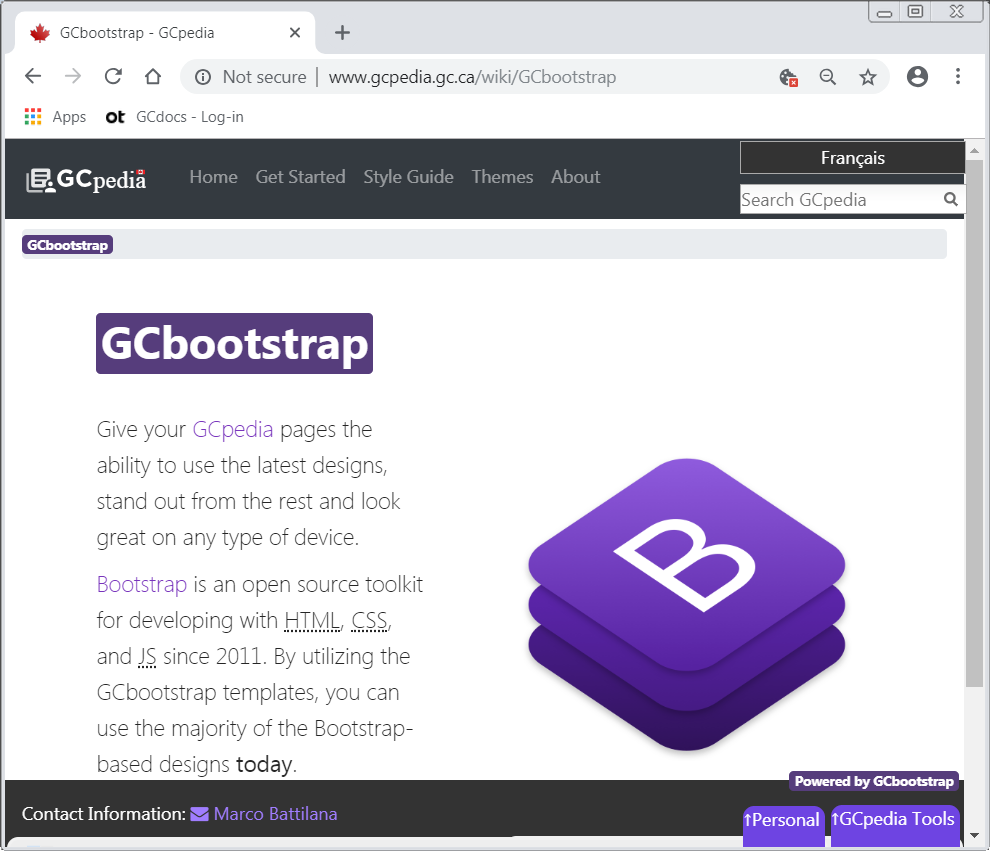 GCbootstrap - GCpedia
Not secure | www.gcpedia.gc.ca/wiki/GCbootstrap
Apps ot GCdocs - Log-in
GCpedia Home Get Started Style Guide Themes About
Français
Search GCpedia
GCbootstrap
GCbootstrap
Give your GCpedia pages the
ability to use the latest designs,
stand out from the rest and look
great on any type of device.
Bootstrap is an open source toolkit
for developing with HTML, CSS,
and JS since 2011. By utilizing the
GCbootstrap templates, you can
use the majority of the Bootstrap-
based designs today.
B
Powered by GCbootstrap
Contact Information: Marco Battilana
↑Personal ↑GCpedia Tools